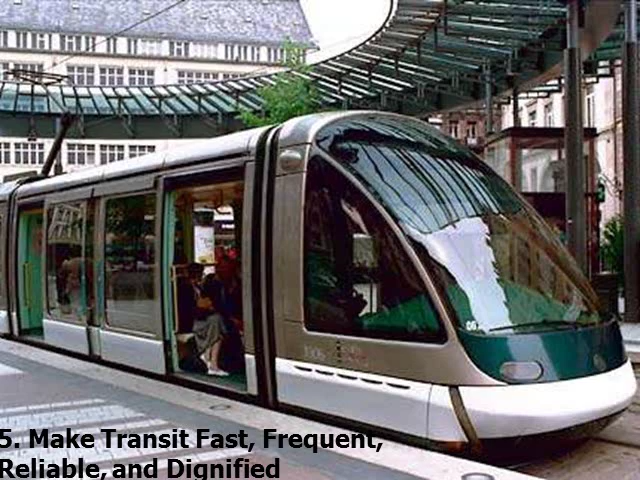 5. Make Transit Fast, Frequent,
Reliable, and Dignified